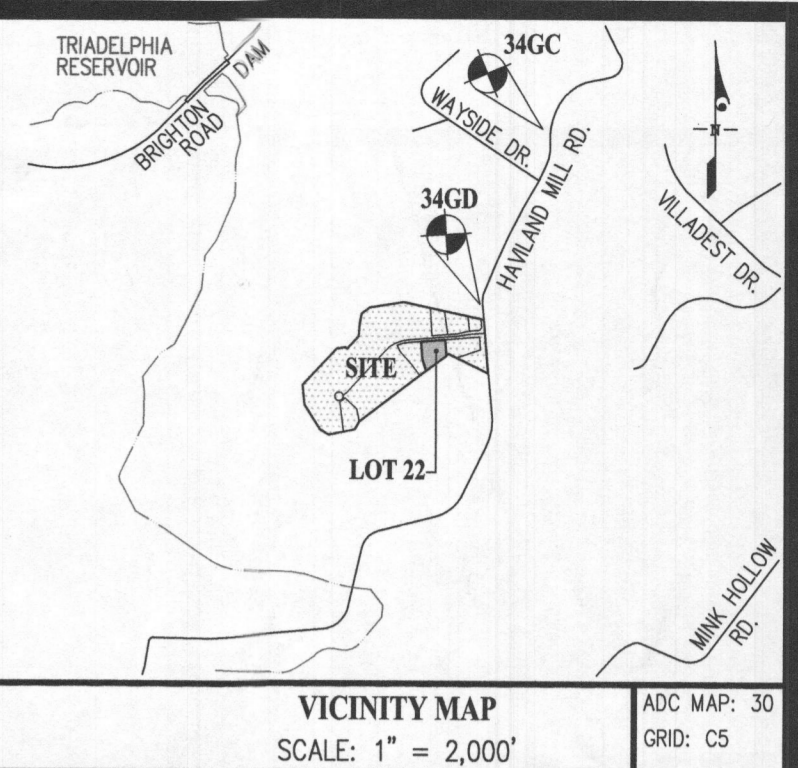 TRIADELPHIA
RESERVOIR
BRIGHTON DAM
ROAD
34GC
WAYSIDE DR.
HAVILAND MILL RD.
N
34GD
VILLADEST DR.
SITE
LOT 22
MINK HOLLOW
RD.
VICINITY MAP
SCALE: 1" = 2,000'
ADC MAP: 30
GRID: C5